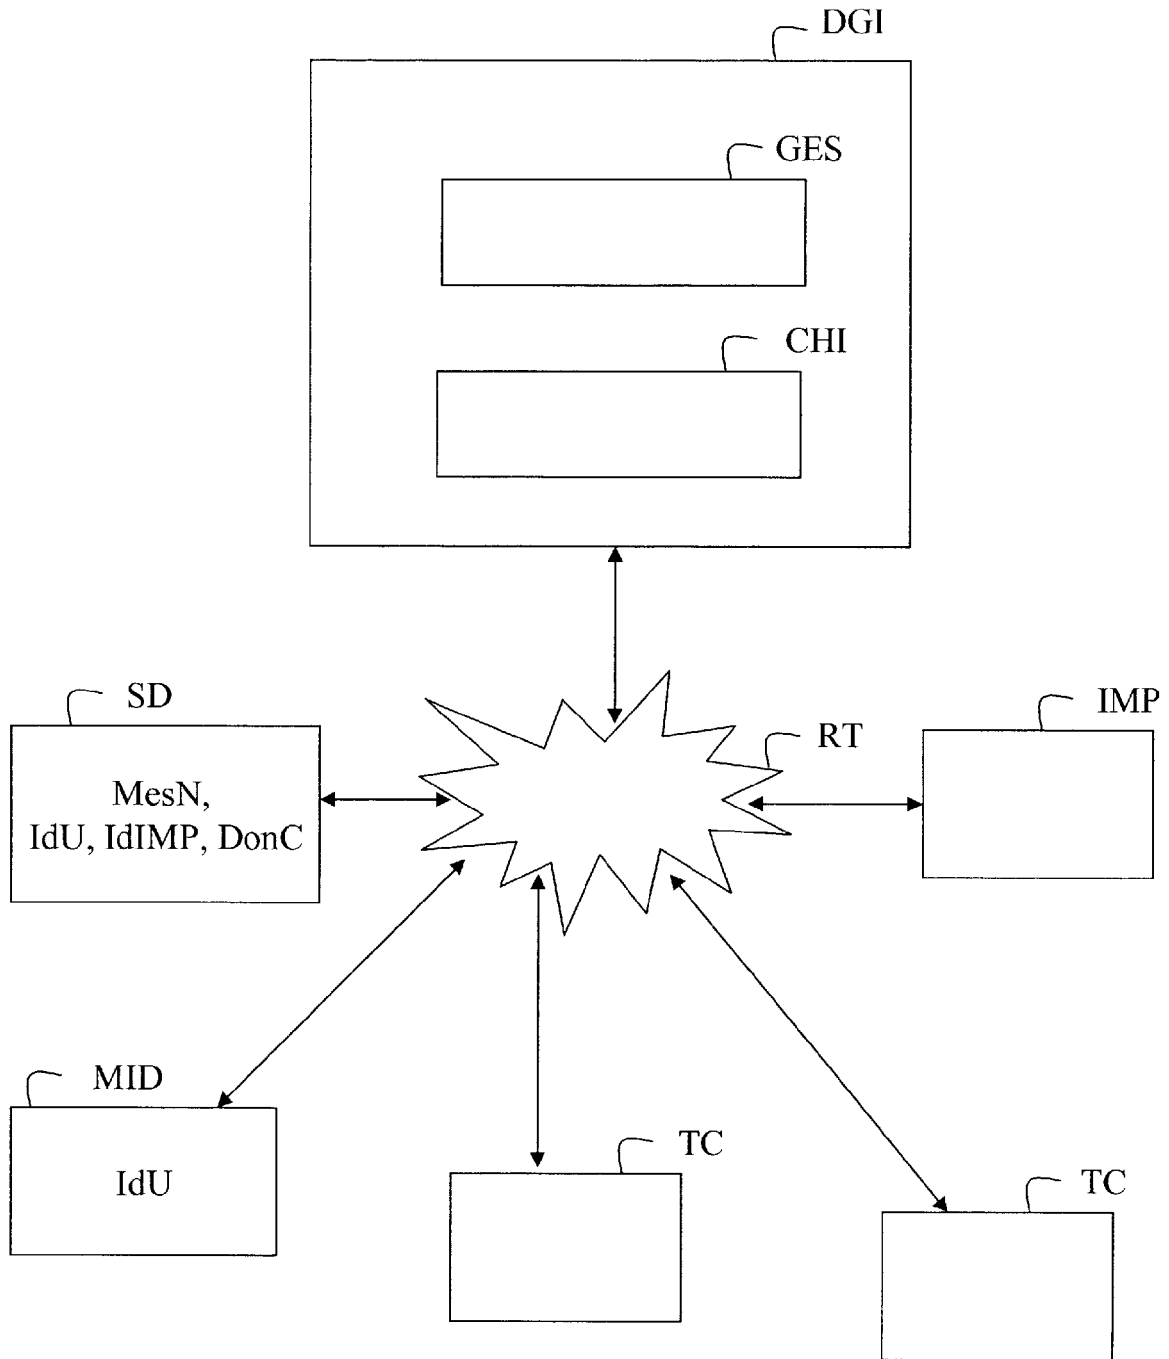 DGI
GES
CHI
SD
IMP
RT
MesN,
IdU, IdIMP, DonC
MID
IdU
TC
TC